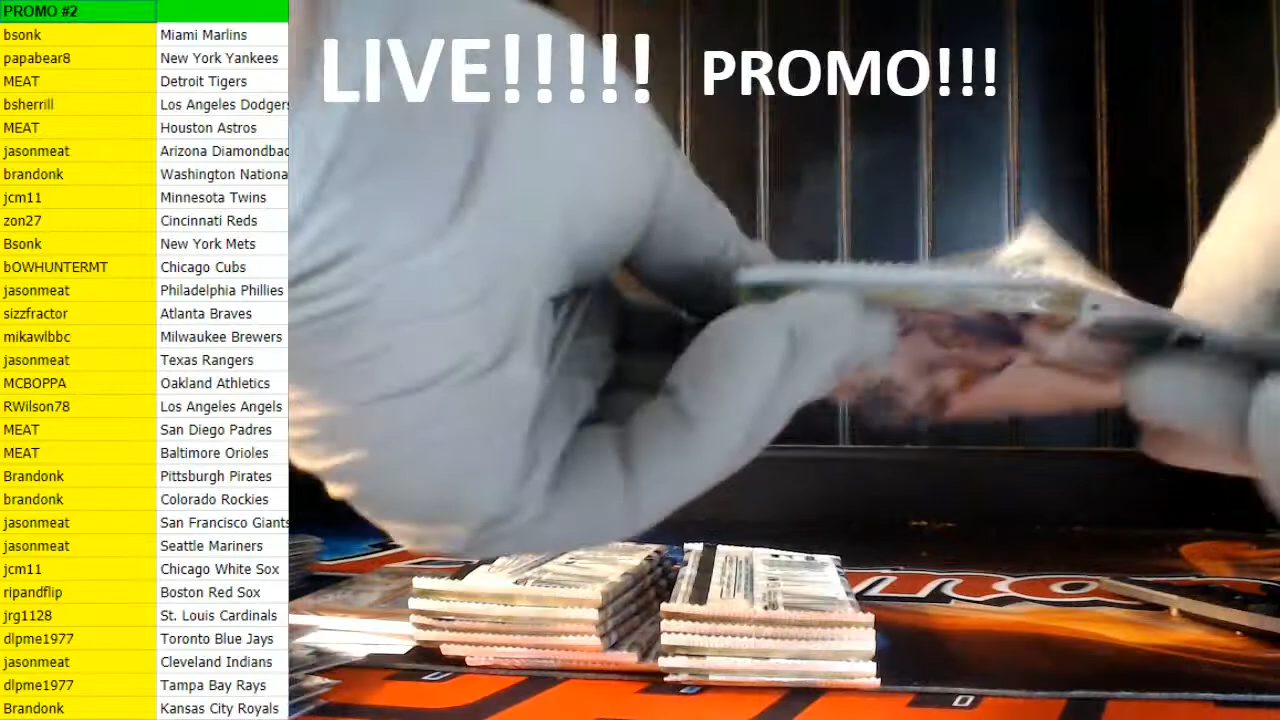 PROMO #2
bsonk Miami Marlins
papabear8 New York Yankees
MEAT Detroit Tigers
bsherrill Los Angeles Dodgers
MEAT Houston Astros
jasonmeat Arizona Diamondbac
brandonk Washington Nationa
jcm11 Minnesota Twins
zon27 Cincinnati Reds
Bsonk New York Mets
bOWHUNTERMT Chicago Cubs
jasonmeat Philadelphia Phillies
sizzfractor Atlanta Braves
mikawlbbc Milwaukee Brewers
jasonmeat Texas Rangers
MCBOPPA Oakland Athletics
RWilson78 Los Angeles Angels
MEAT San Diego Padres
MEAT Baltimore Orioles
Brandonk Pittsburgh Pirates
brandonk Colorado Rockies
jasonmeat San Francisco Giants
jasonmeat Seattle Mariners
jcm11 Chicago White Sox
ripandflip Boston Red Sox
jrg1128 St. Louis Cardinals
dlpme1977 Toronto Blue Jays
jasonmeat Cleveland Indians
dlpme1977 Tampa Bay Rays
Brandonk Kansas City Royals
LIVE!!!!! PROMO!!!